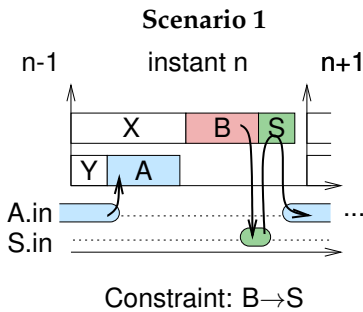 Scenario 1
n-1 instant n n+1
X B S
Y A
A.in ...
S.in
Constraint: B→S